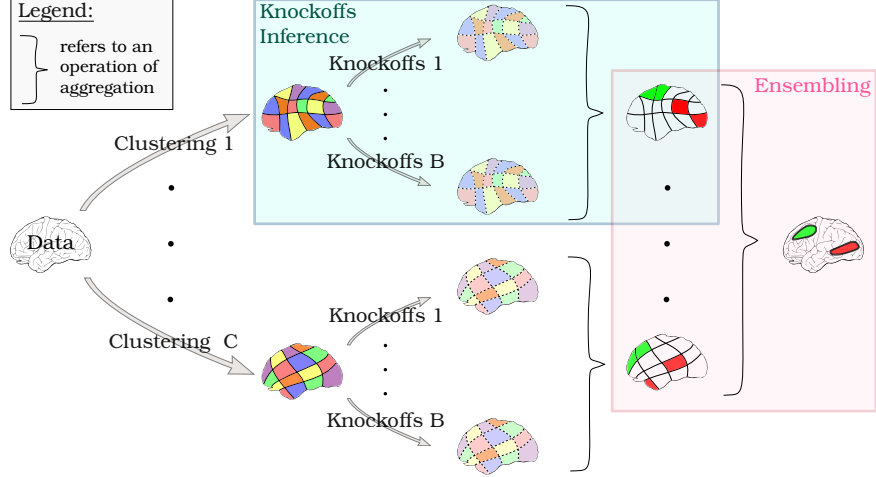 Legend:
refers to an
operation of
aggregation
Knockoffs
Inference
Knockoffs 1
Knockoffs B
Ensembling
Clustering 1
Data
Clustering C
Knockoffs 1
Knockoffs B